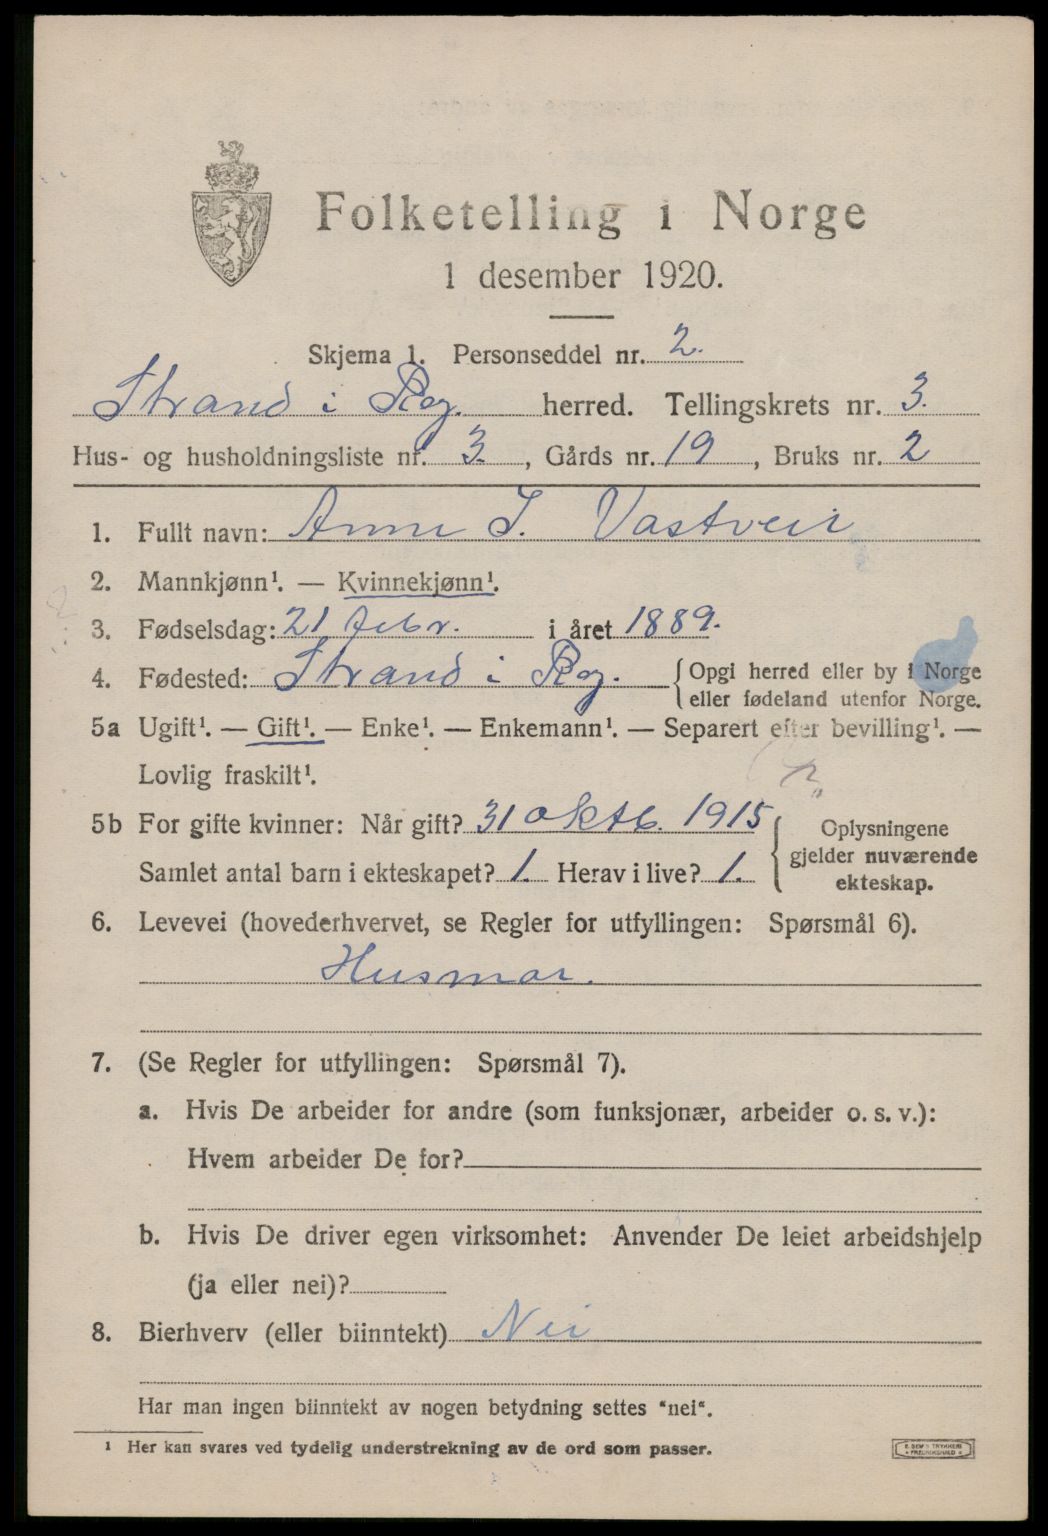 Folketelling i Norge
1 desember 1920.
Skjema 1. Personseddel nr. 2.
Strand i Rog. herred. Tellingskrets nr. 3.
Hus- og husholdningsliste nr. 3., Gårds nr. 19, Bruks nr. 2
1. Fullt navn: Anne I. Vastveit
2. Mannkjønn¹. — Kvinnekjønn¹.
3. Fødselsdag: 21 febr. i året 1889.
4. Fødested: Strand i Rog. {Opgi herred eller by i Norge
eller fødeland utenfor Norge.
5a Ugift¹. — Gift¹. — Enke¹. — Enkemann¹. — Separert efter bevilling¹. —
Lovlig fraskilt¹.
5b For gifte kvinner: Når gift? 31 oktb. 1915 { Oplysningene
gjelder nuværende
Samlet antal barn i ekteskapet? 1. Herav i live? 1. ekteskap.
6. Levevei (hovederhvervet, se Regler for utfyllingen: Spørsmål 6).
Husmor.
7. (Se Regler for utfyllingen: Spørsmål 7).
a. Hvis De arbeider for andre (som funksjonær, arbeider o. s. v.):
Hvem arbeider De for?
b. Hvis De driver egen virksomhet: Anvender De leiet arbeidshjelp
(ja eller nei)?
8. Bierhverv (eller biinntekt) Nei
Har man ingen biinntekt av nogen betydning settes "nei".
¹ Her kan svares ved tydelig understrekning av de ord som passer.
E. SEM'S TRYKKERI
FREDRIKSHALD